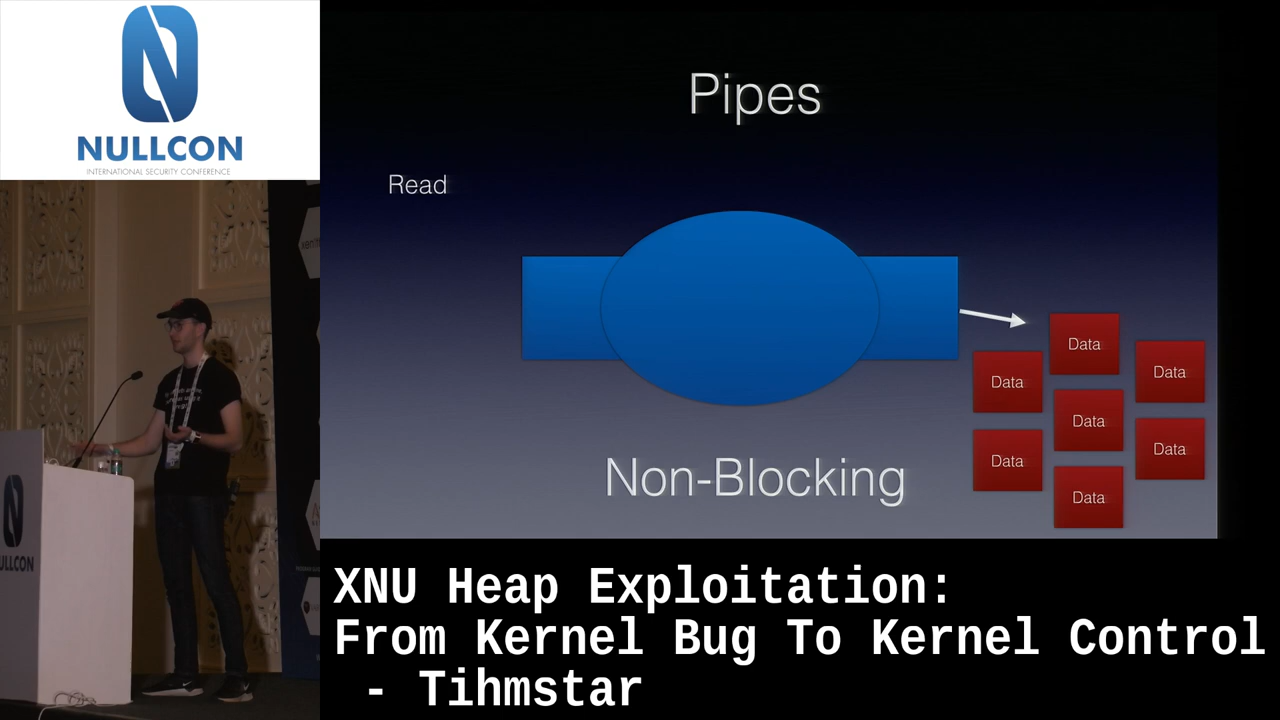 NULLCON
INTERNATIONAL SECURITY CONFERENCE
Pipes
Read
Data
Data
Data
Data
Data
Data
Data
Non-Blocking
NULLCON
XNU Heap Exploitation:
From Kernel Bug To Kernel Control
- Tihmstar